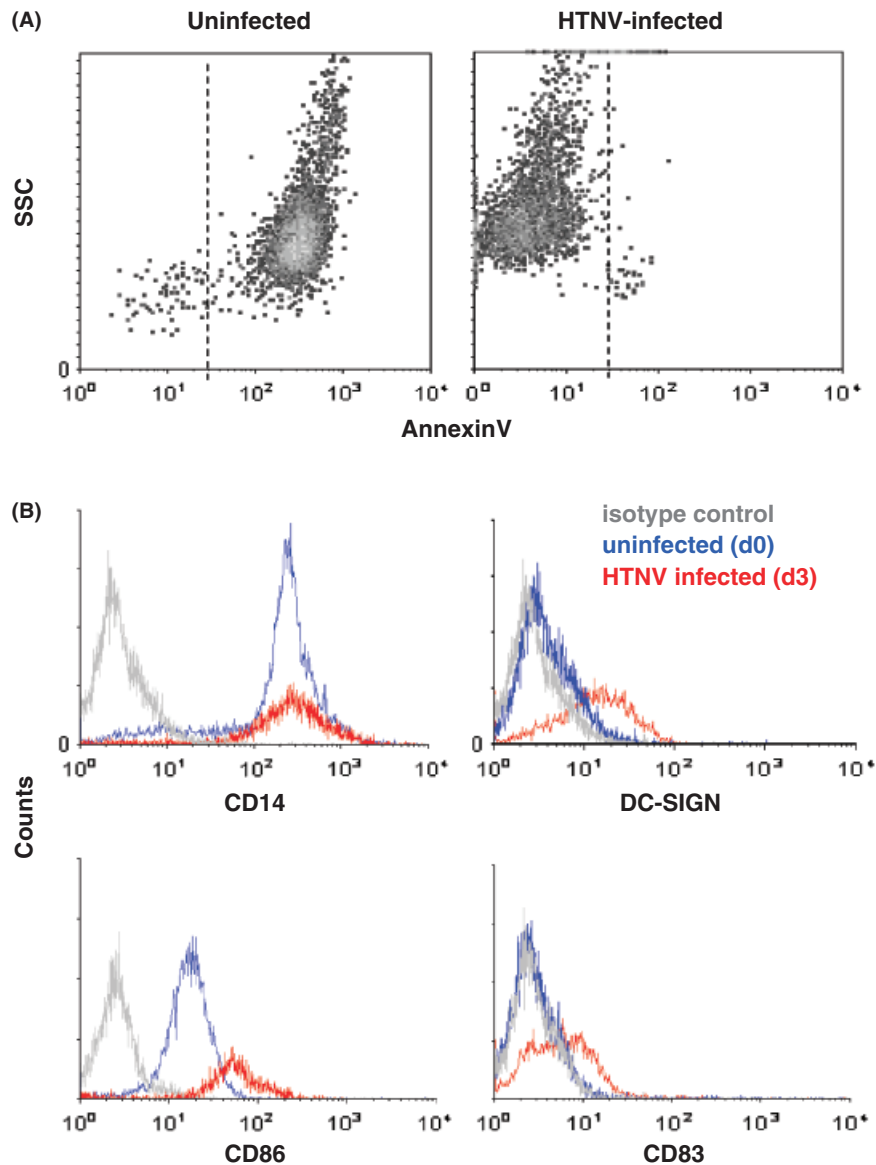 (A)
Uninfected
HTNV-infected
SSC
0
10⁰ 10¹ 10² 10³ 10⁴
0 10¹ 10² 10³ 10⁴
AnnexinV
(B)
isotype control
uninfected (d0)
HTNV infected (d3)
Counts
0
10⁰ 10¹ 10² 10³ 10⁴
CD14
0
10⁰ 10¹ 10² 10³ 10⁴
DC-SIGN
10⁰ 10¹ 10² 10³ 10⁴
CD86
10⁰ 10¹ 10² 10³ 10⁴
CD83